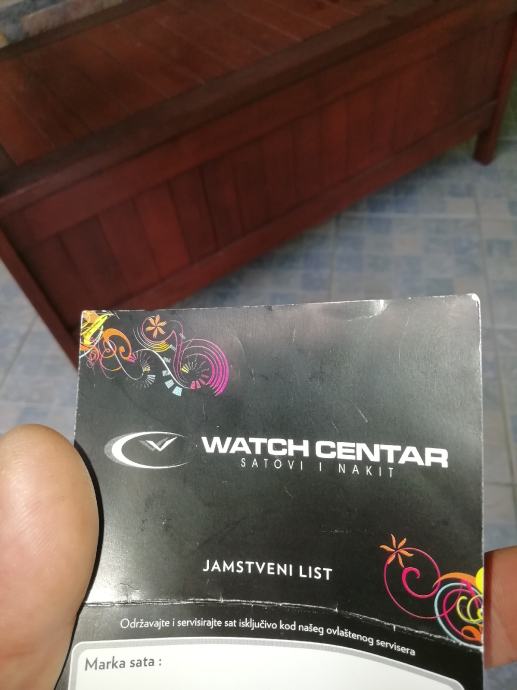 WATCH CENTAR
SATOVI I NAKIT
JAMSTVENI LIST
Održavajte i servisirajte sat isključivo kod našeg ovlaštenog servisera
Marka sata :